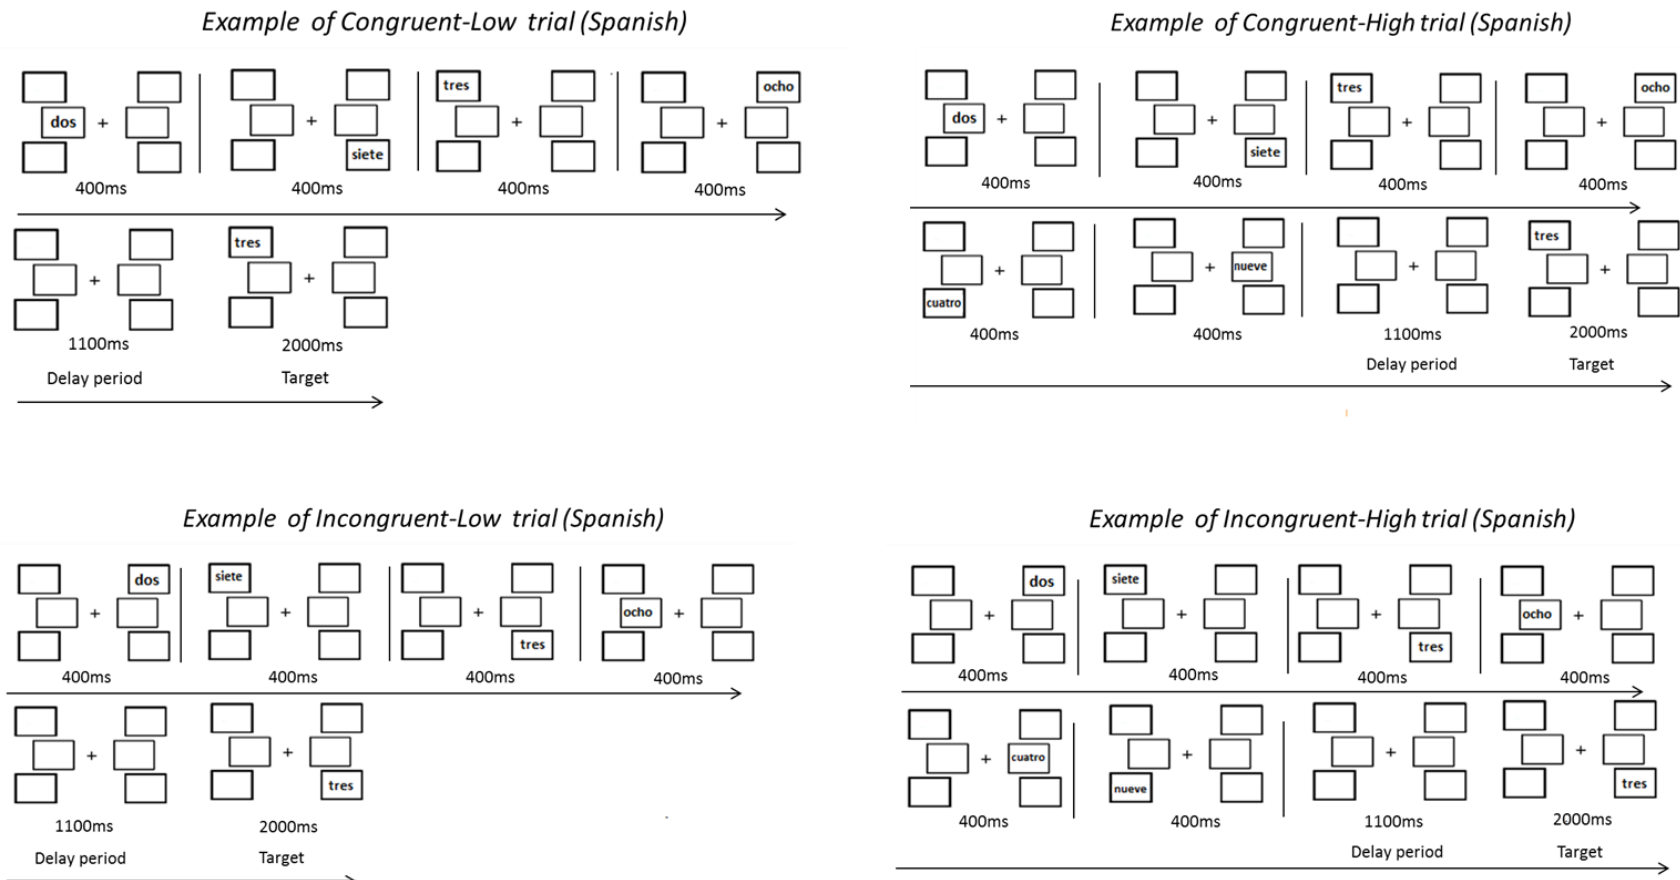 Example of Congruent-Low trial (Spanish)
dos + + tres + + ocho
siete
400ms 400ms 400ms 400ms
+ tres +
1100ms 2000ms
Delay period Target
Example of Congruent-High trial (Spanish)
dos + + tres + + ocho
siete
400ms 400ms 400ms 400ms
+ + nueve + tres +
cuatro
400ms 400ms 1100ms 2000ms
Delay period Target
Example of Incongruent-Low trial (Spanish)
+ dos siete + + ocho +
tres
400ms 400ms 400ms 400ms
+ +
tres
1100ms 2000ms
Delay period Target
Example of Incongruent-High trial (Spanish)
+ dos siete + + ocho +
tres
400ms 400ms 400ms 400ms
+ cuatro + + +
nueve tres
400ms 400ms 1100ms 2000ms
Delay period Target